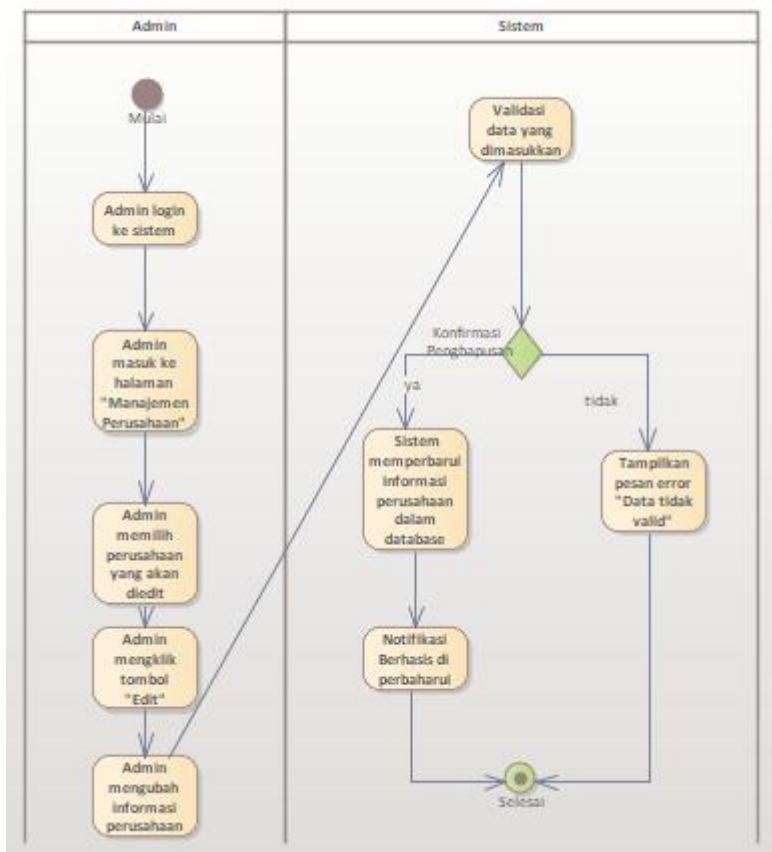 Admin
Sistem
Mulai
Admin login
ke sistem
Admin
masuk ke
halaman
"Manajemen
Perusahaan"
Admin
memilih
perusahaan
yang akan
diedit
Admin
mengklik
tombol
"Edit"
Admin
mengubah
informasi
perusahaan
Validasi
data yang
dimasukkan
Konfirmasi
Penghapusan
ya
tidak
Sistem
memperbarui
informasi
perusahaan
dalam
database
Tampilkan
pesan error
"Data tidak
valid"
Notifikasi
Berhasis di
perbaharui
Selesai